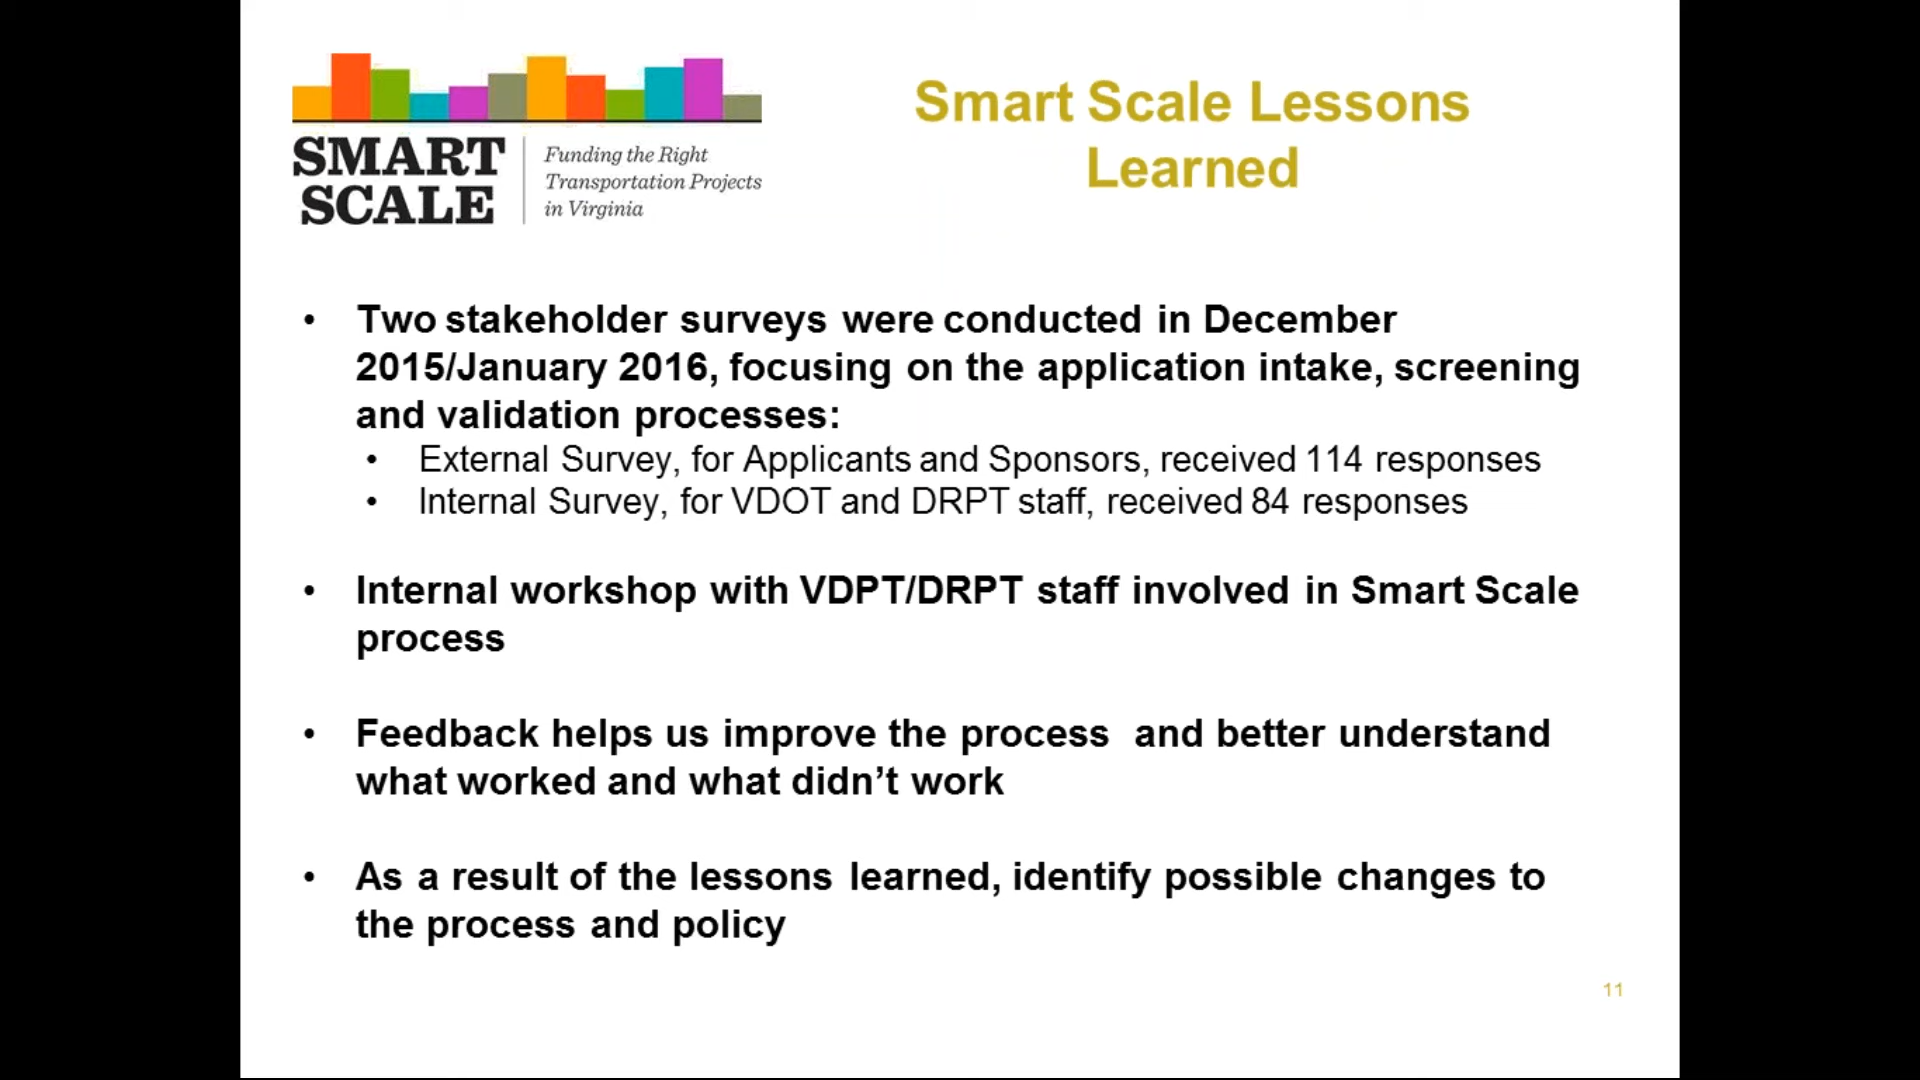 SMART
SCALE
Funding the Right
Transportation Projects
in Virginia
Smart Scale Lessons
Learned
• Two stakeholder surveys were conducted in December
2015/January 2016, focusing on the application intake, screening
and validation processes:
• External Survey, for Applicants and Sponsors, received 114 responses
• Internal Survey, for VDOT and DRPT staff, received 84 responses
• Internal workshop with VDPT/DRPT staff involved in Smart Scale
process
• Feedback helps us improve the process and better understand
what worked and what didn’t work
• As a result of the lessons learned, identify possible changes to
the process and policy
11